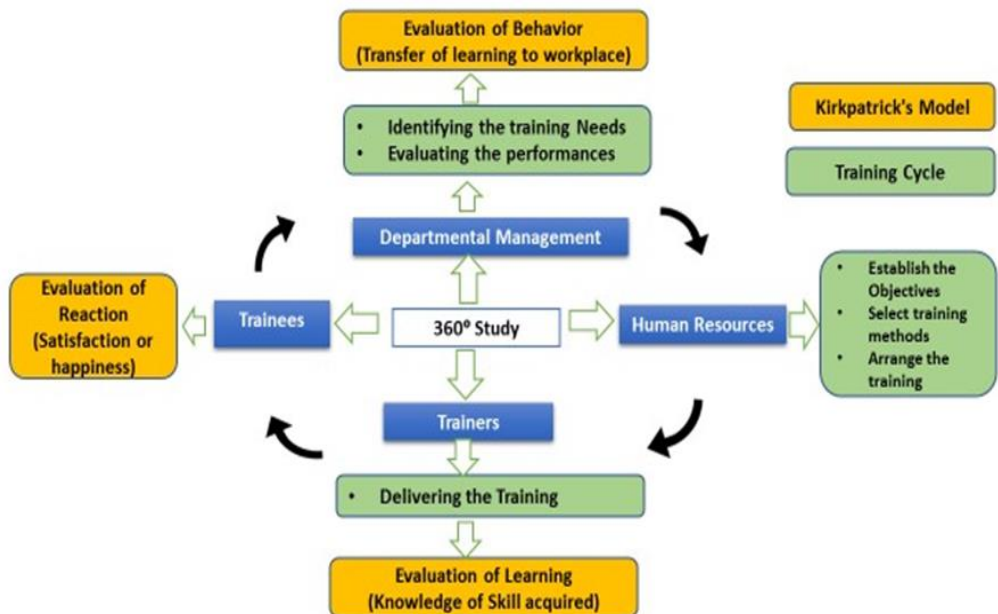 Evaluation of Behavior
(Transfer of learning to workplace)
• Identifying the training Needs
• Evaluating the performances
Kirkpatrick's Model
Training Cycle
Departmental Management
Evaluation of
Reaction
(Satisfaction or
happiness)
Trainees
360⁰ Study
Human Resources
• Establish the
Objectives
• Select training
methods
• Arrange the
training
Trainers
• Delivering the Training
Evaluation of Learning
(Knowledge of Skill acquired)